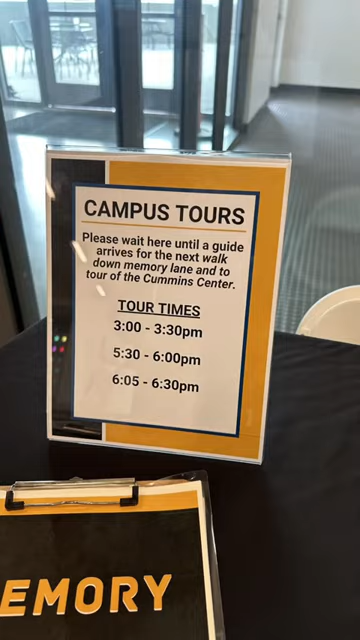 CAMPUS TOURS
Please wait here until a guide
arrives for the next walk
down memory lane and to
tour of the Cummins Center.
TOUR TIMES
3:00 - 3:30pm
5:30 - 6:00pm
6:05 - 6:30pm
EMORY